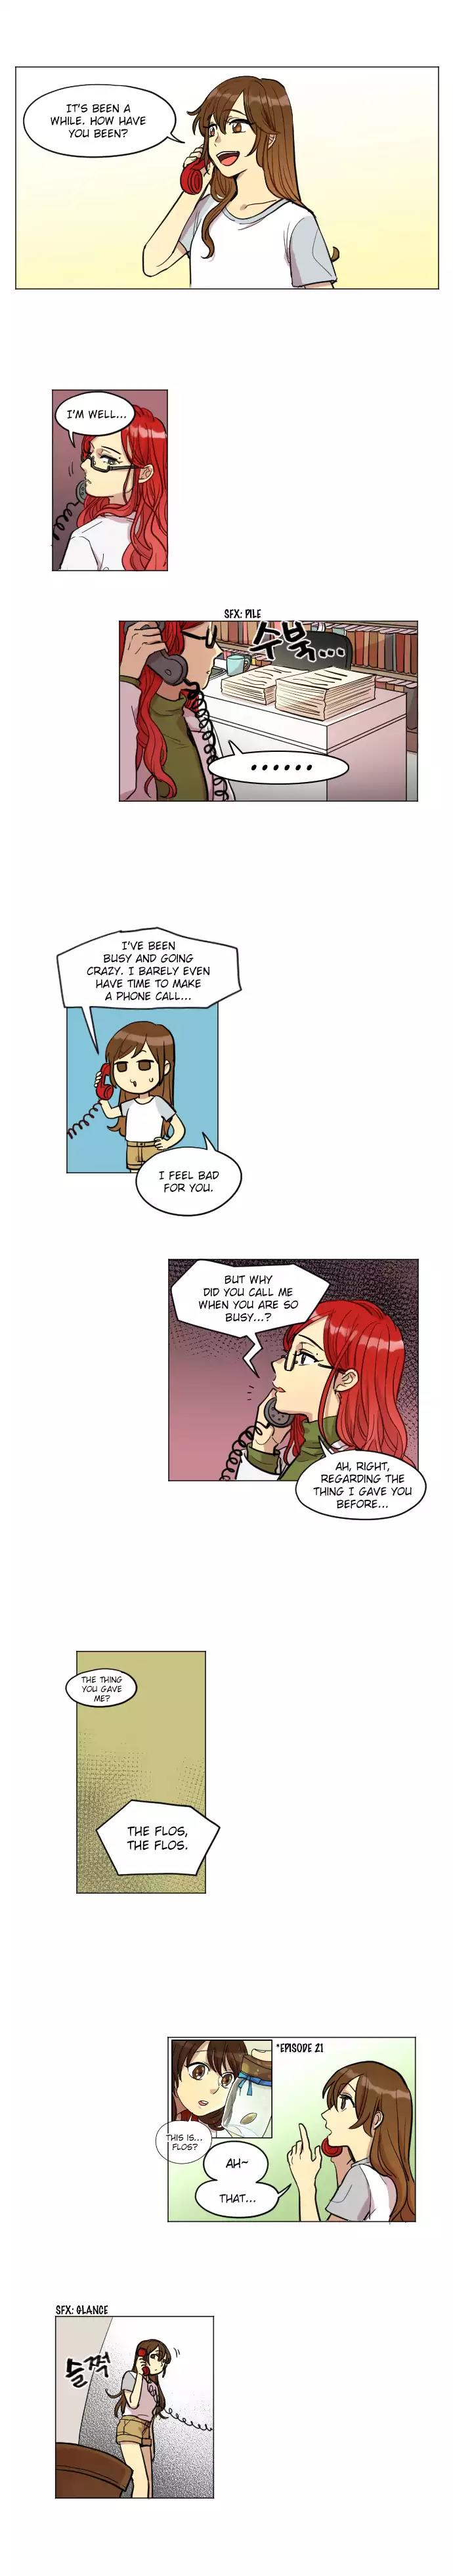 IT'S BEEN A
WHILE. HOW HAVE
YOU BEEN?
I'M WELL...
SFX: PILE
수북...
......
I'VE BEEN
BUSY AND GOING
CRAZY. I BARELY EVEN
HAVE TIME TO MAKE
A PHONE CALL...
I FEEL BAD
FOR YOU.
BUT WHY
DID YOU CALL ME
WHEN YOU ARE SO
BUSY...?
AH, RIGHT,
REGARDING THE
THING I GAVE YOU
BEFORE...
THE THING
YOU GAVE
ME?
THE FLOS,
THE FLOS.
*EPISODE 21
THIS IS...
FLOS?
AH~
THAT...
SFX: GLANCE
슬쩍